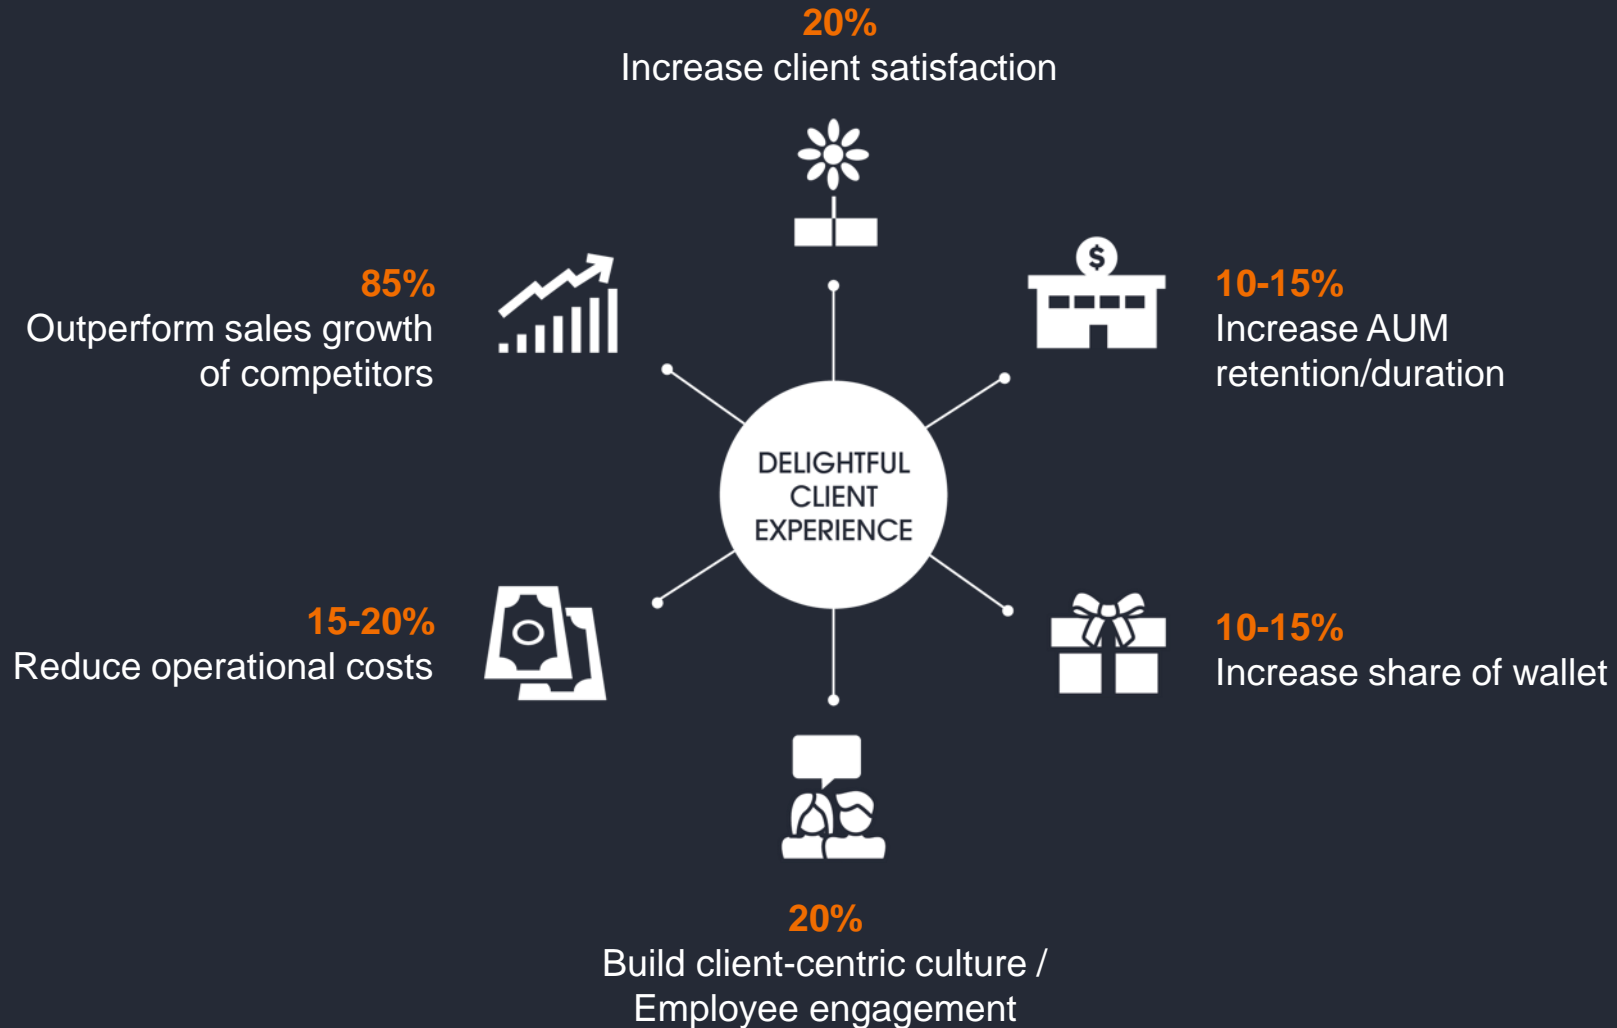 20%
Increase client satisfaction
85%
Outperform sales growth
of competitors
$
10-15%
Increase AUM
retention/duration
DELIGHTFUL
CLIENT
EXPERIENCE
15-20%
Reduce operational costs
10-15%
Increase share of wallet
20%
Build client-centric culture /
Employee engagement